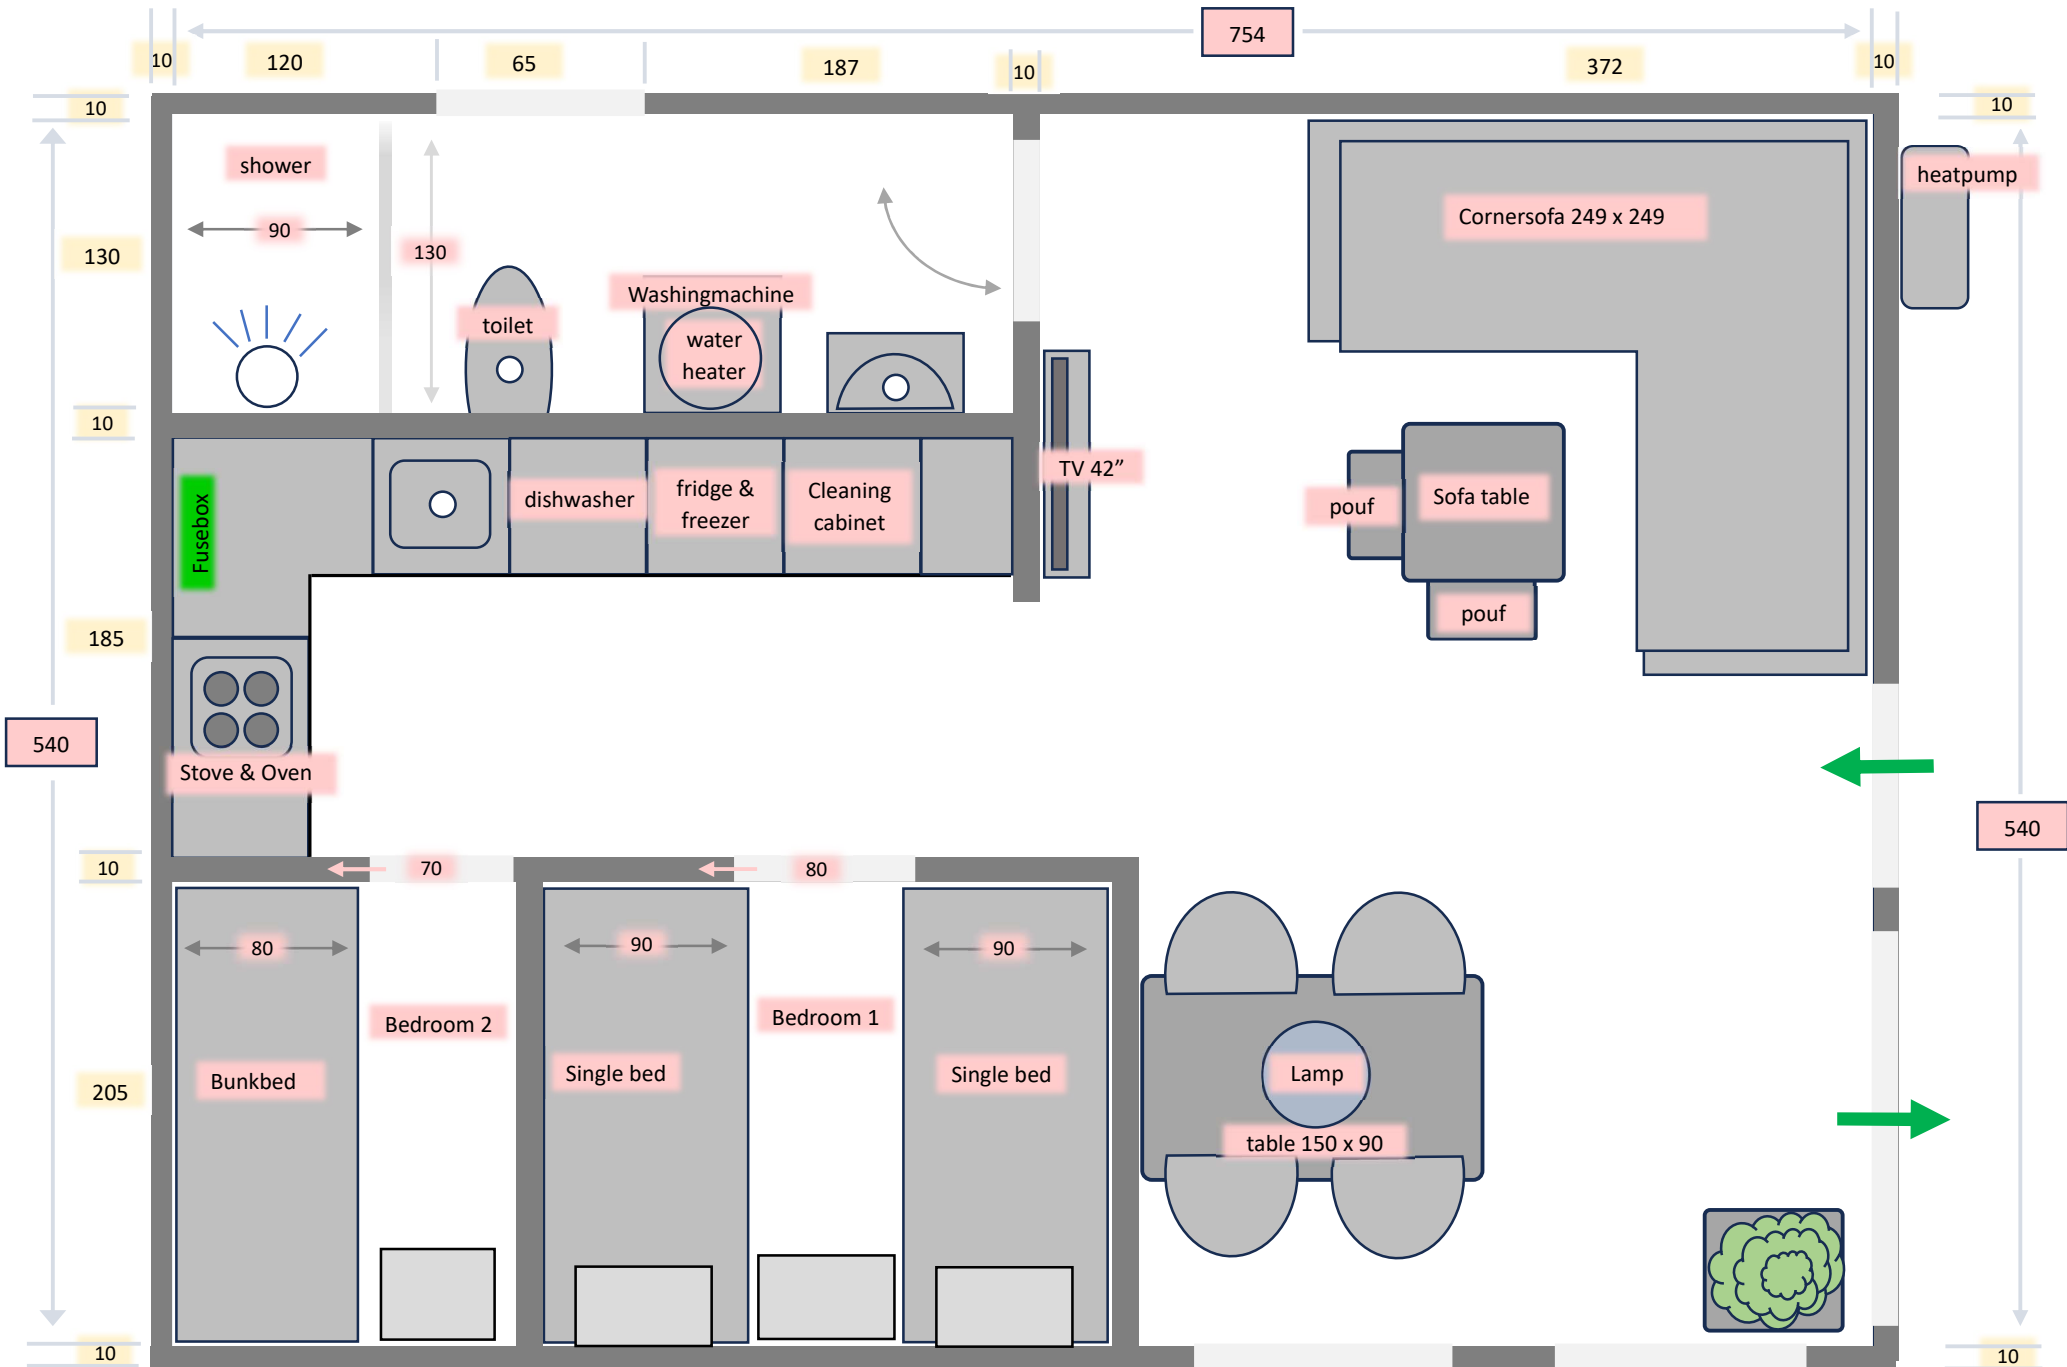 754
10
120
65
187
10
372
10
10
10
shower
heatpump
Cornersofa 249 x 249
90
130
130
Washingmachine
toilet
water
heater
10
TV 42”
Fusebox
dishwasher
fridge &
freezer
Cleaning
cabinet
pouf
Sofa table
pouf
185
540
Stove & Oven
540
10
70
80
80
90
90
Bedroom 2
Bedroom 1
Bunkbed
Single bed
Single bed
Lamp
205
table 150 x 90
10
10